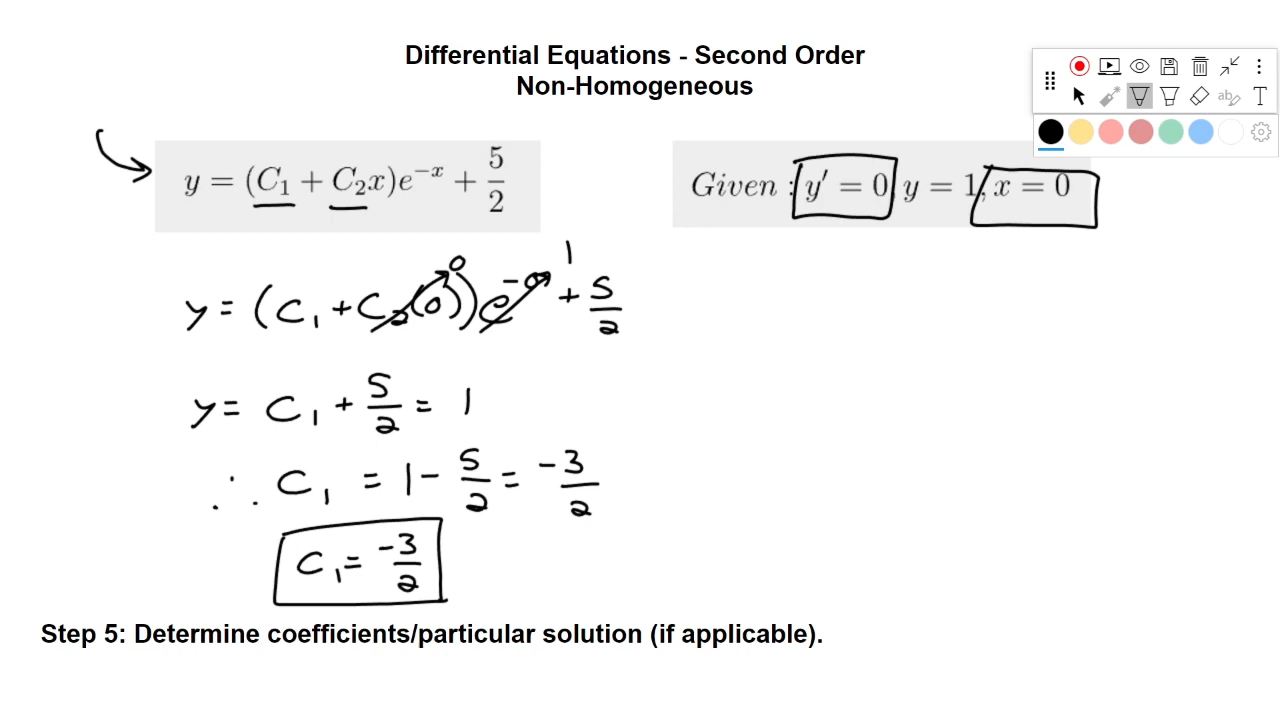 Differential Equations - Second Order
Non-Homogeneous
y = (C₁ + C₂x)e⁻ˣ + 5/2
Given : y′ = 0, y = 1, x = 0
y = (C₁ + C₂(0))⁰ e⁻⁰ ¹ + 5/2
y = C₁ + 5/2 = 1
∴ C₁ = 1 - 5/2 = -3/2
C₁ = -3/2
Step 5: Determine coefficients/particular solution (if applicable).
ab
T